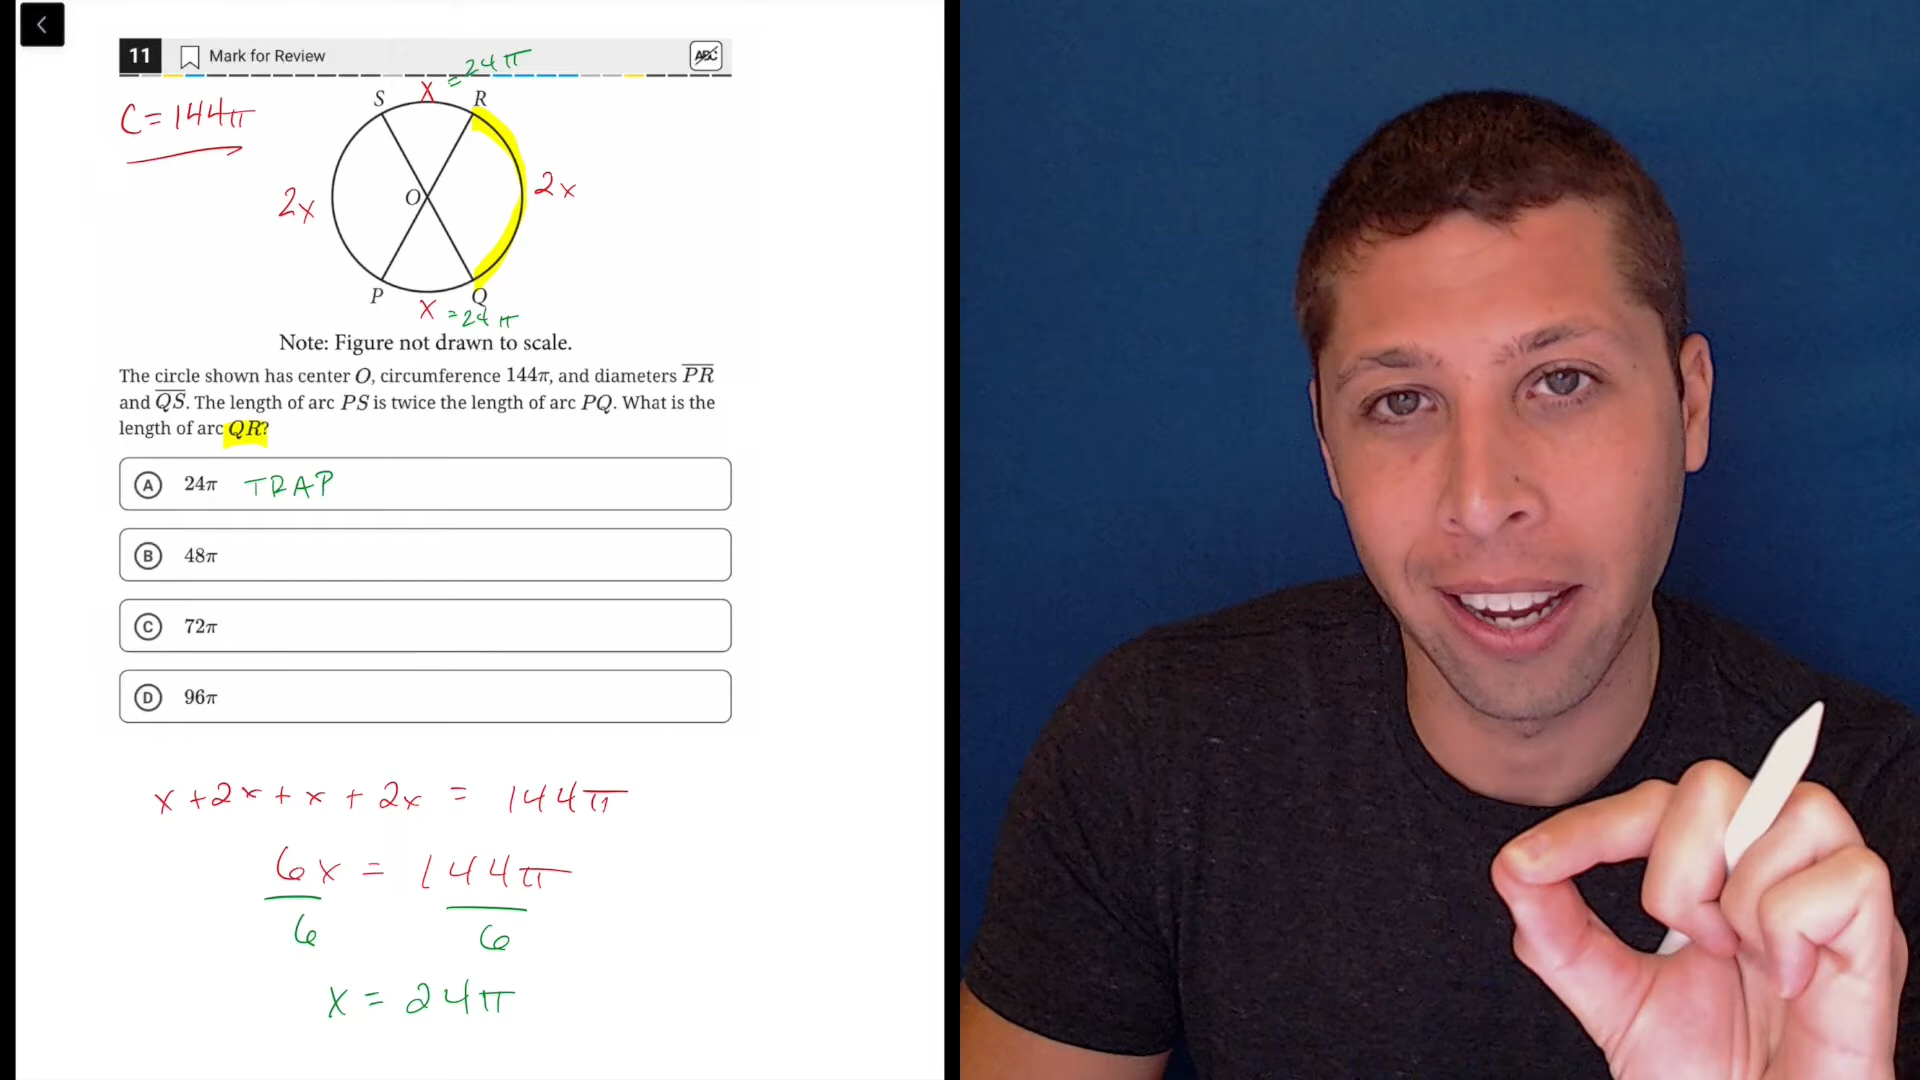 11 Mark for Review ABC
= 24π
C = 144π
S x R
2x O 2x
P x Q
= 24π
Note: Figure not drawn to scale.
The circle shown has center O, circumference 144π, and diameters PR
and QS. The length of arc PS is twice the length of arc PQ. What is the
length of arc QR?
A 24π TRAP
B 48π
C 72π
D 96π
x + 2x + x + 2x = 144π
6x = 144π
6 6
x = 24π